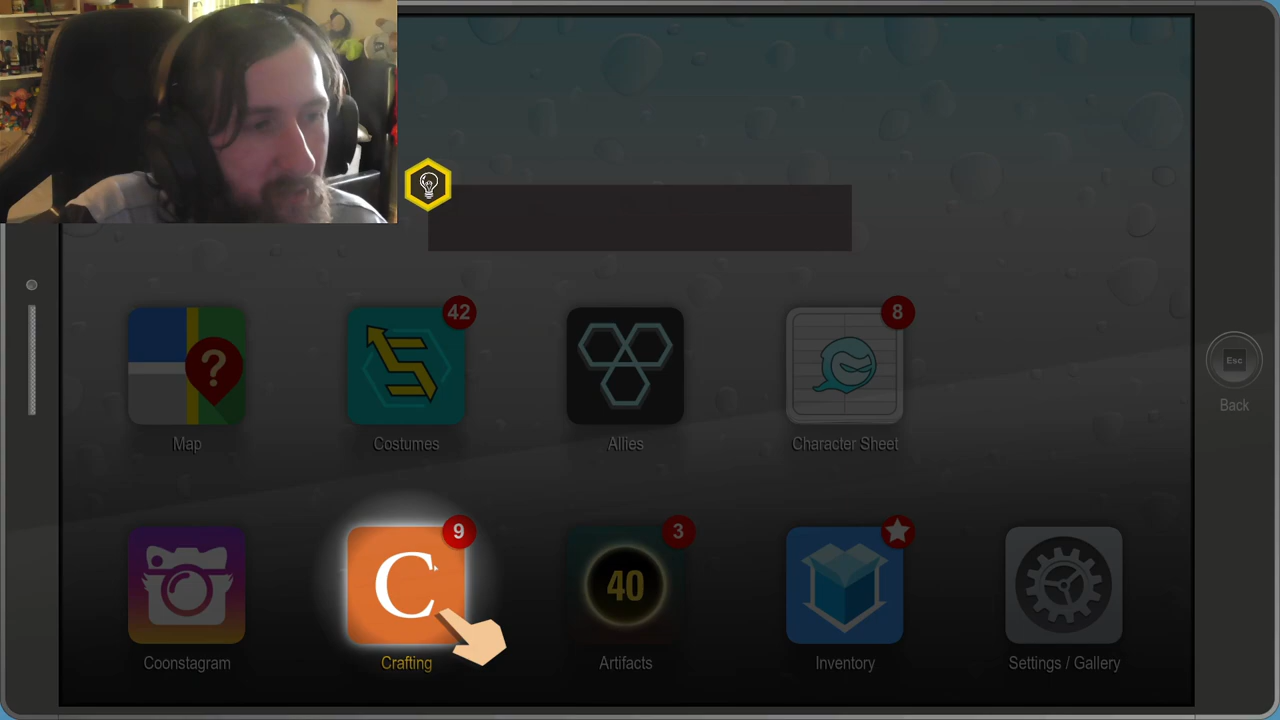 42
8
?
Map
Costumes
Allies
Character Sheet
Esc
Back
9
3
C
40
Coonstagram
Crafting
Artifacts
Inventory
Settings / Gallery